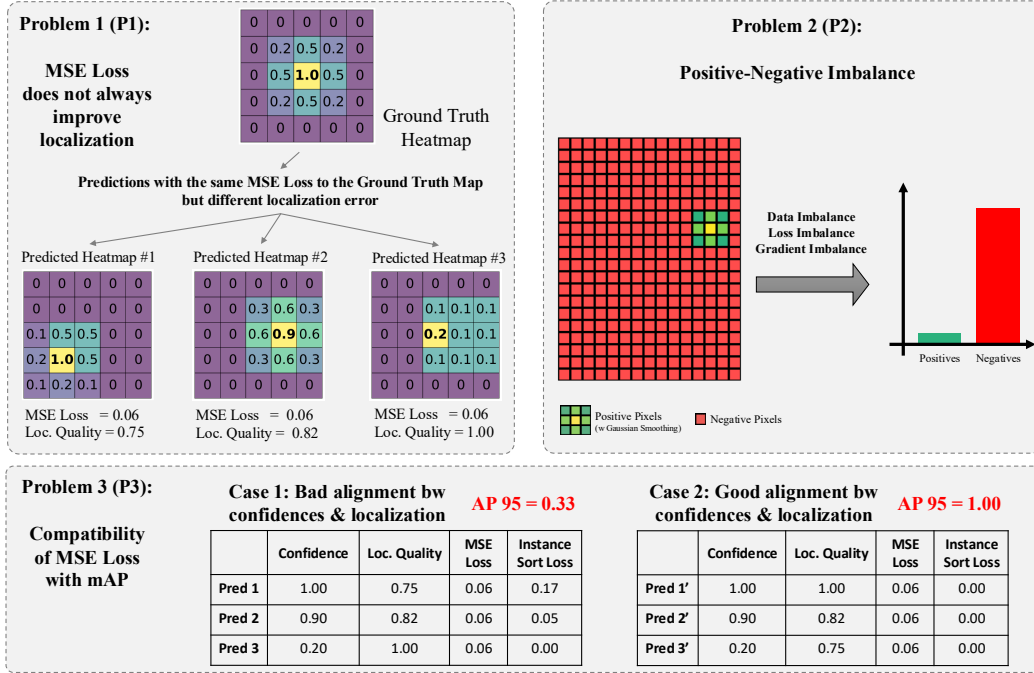 Problem 1 (P1):
MSE Loss
does not always
improve
localization
0 0 0 0 0
0 0.2 0.5 0.2 0
0 0.5 1.0 0.5 0
0 0.2 0.5 0.2 0
0 0 0 0 0
Ground Truth
Heatmap
Predictions with the same MSE Loss to the Ground Truth Map
but different localization error
Predicted Heatmap #1
0 0 0 0 0
0 0 0 0 0
0.1 0.5 0.5 0 0
0.2 1.0 0.5 0 0
0.1 0.2 0.1 0 0
MSE Loss = 0.06
Loc. Quality = 0.75
Predicted Heatmap #2
0 0 0 0 0
0 0 0.3 0.6 0.3
0 0 0.6 0.9 0.6
0 0 0.3 0.6 0.3
0 0 0 0 0
MSE Loss = 0.06
Loc. Quality = 0.82
Predicted Heatmap #3
0 0 0 0 0
0 0 0.1 0.1 0.1
0 0 0.2 0.1 0.1
0 0 0.1 0.1 0.1
0 0 0 0 0
MSE Loss = 0.06
Loc. Quality = 1.00
Problem 2 (P2):
Positive-Negative Imbalance
Data Imbalance
Loss Imbalance
Gradient Imbalance
Positives
Negatives
Positive Pixels
(w Gaussian Smoothing)
Negative Pixels
Problem 3 (P3):
Compatibility
of MSE Loss
with mAP
Case 1: Bad alignment bw
confidences & localization
AP 95 = 0.33
Confidence Loc. Quality MSE Loss Instance Sort Loss
Pred 1 1.00 0.75 0.06 0.17
Pred 2 0.90 0.82 0.06 0.05
Pred 3 0.20 1.00 0.06 0.00
Case 2: Good alignment bw
confidences & localization
AP 95 = 1.00
Confidence Loc. Quality MSE Loss Instance Sort Loss
Pred 1' 1.00 1.00 0.06 0.00
Pred 2' 0.90 0.82 0.06 0.00
Pred 3' 0.20 0.75 0.06 0.00